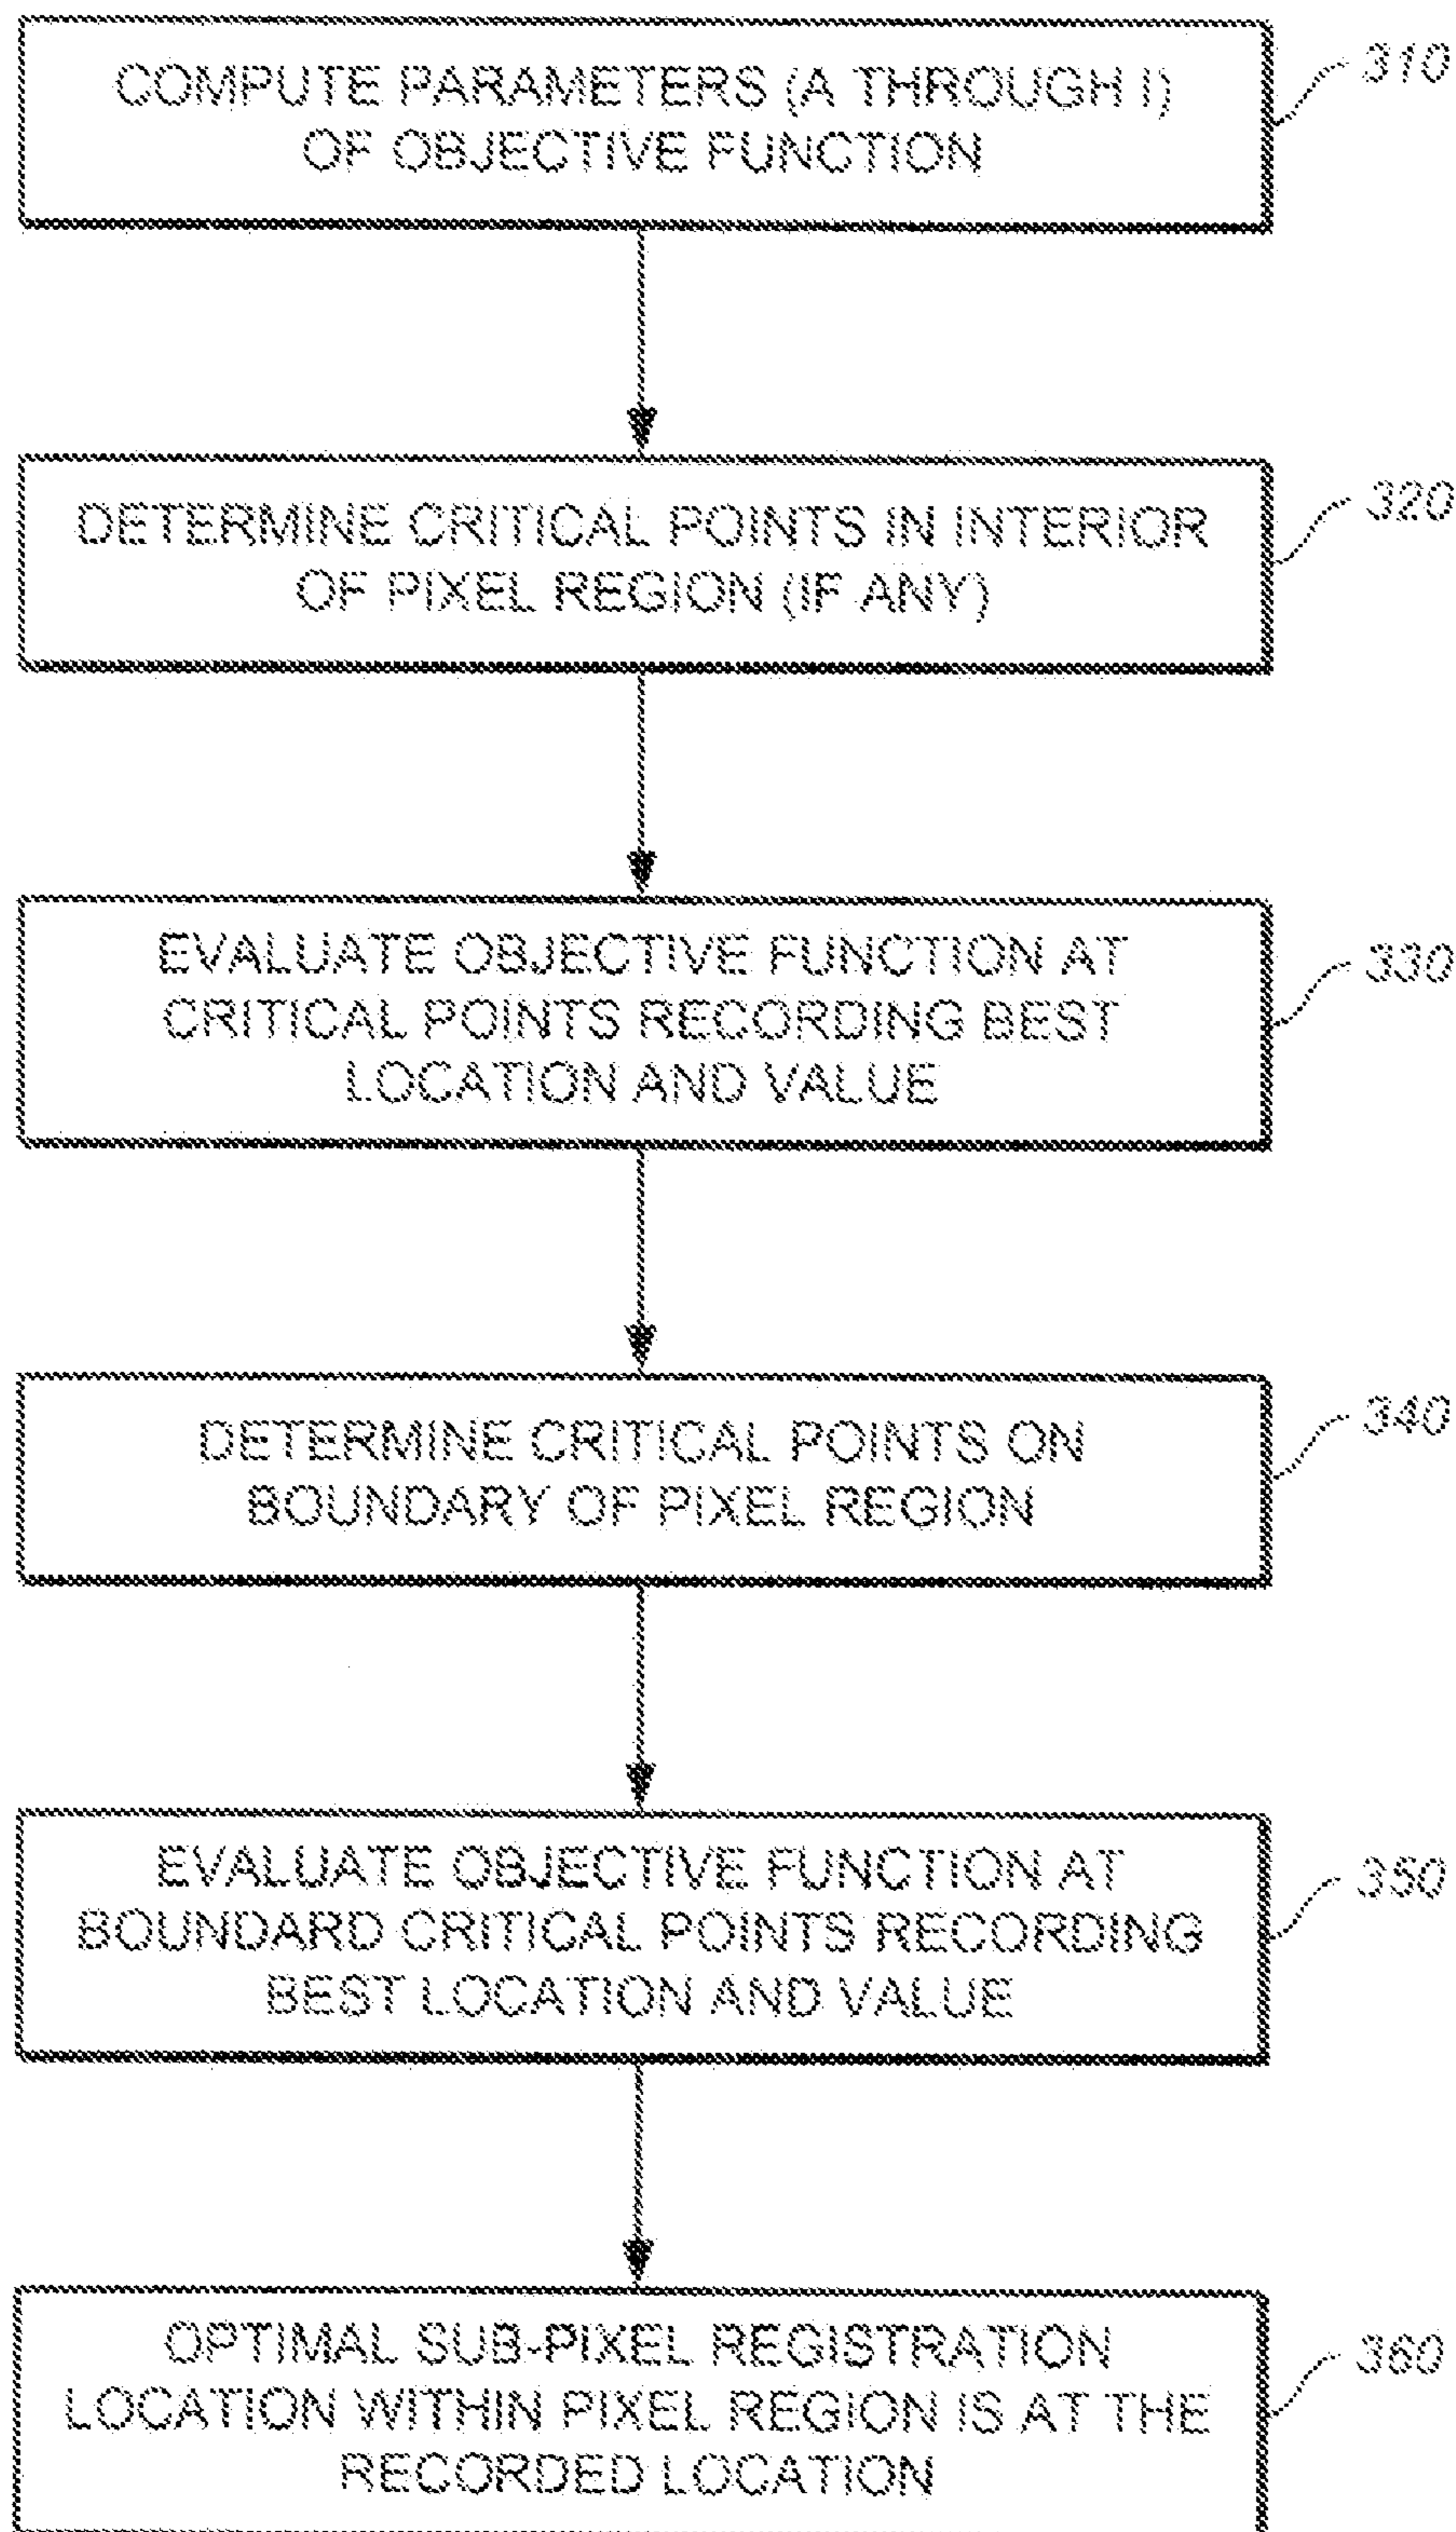 COMPUTE PARAMETERS (A THROUGH I)
OF OBJECTIVE FUNCTION
310
DETERMINE CRITICAL POINTS IN INTERIOR
OF PIXEL REGION (IF ANY)
320
EVALUATE OBJECTIVE FUNCTION AT
CRITICAL POINTS RECORDING BEST
LOCATION AND VALUE
330
DETERMINE CRITICAL POINTS ON
BOUNDARY OF PIXEL REGION
340
EVALUATE OBJECTIVE FUNCTION AT
BOUNDARD CRITICAL POINTS RECORDING
BEST LOCATION AND VALUE
350
OPTIMAL SUB-PIXEL REGISTRATION
LOCATION WITHIN PIXEL REGION IS AT THE
RECORDED LOCATION
360